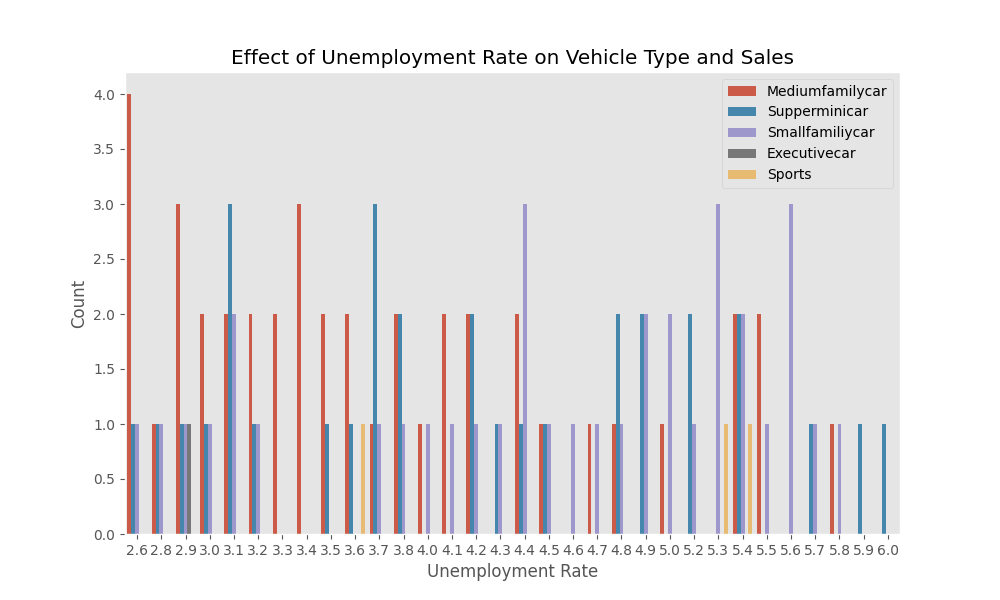 Effect of Unemployment Rate on Vehicle Type and Sales
Mediumfamilycar
Supperminicar
Smallfamiliycar
Executivecar
Sports
4.0
3.5
3.0
2.5
2.0
1.5
1.0
0.5
0.0
Count
2.6 2.8 2.9 3.0 3.1 3.2 3.3 3.4 3.5 3.6 3.7 3.8 4.0 4.1 4.2 4.3 4.4 4.5 4.6 4.7 4.8 4.9 5.0 5.2 5.3 5.4 5.5 5.6 5.7 5.8 5.9 6.0
Unemployment Rate